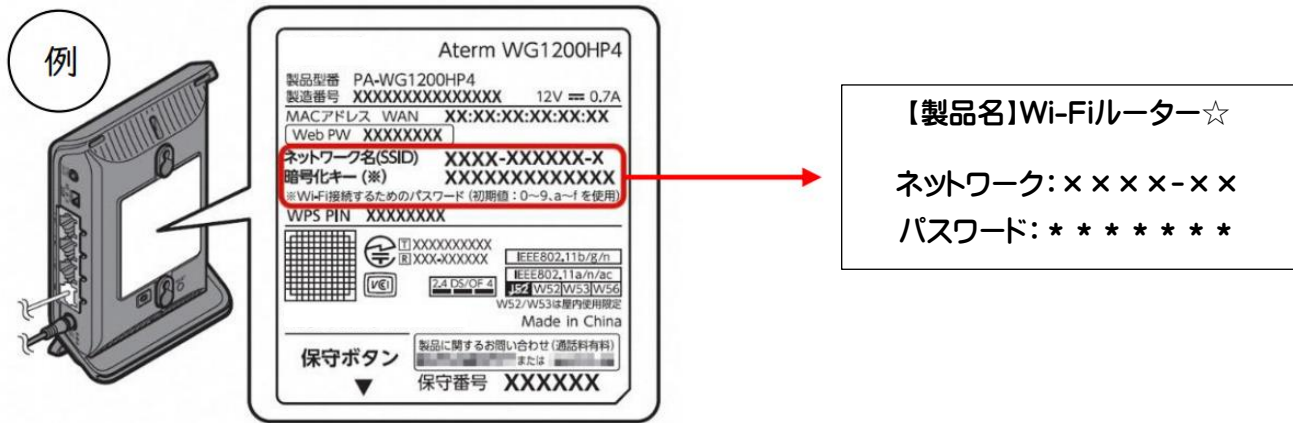 例
Aterm WG1200HP4
製品型番 PA-WG1200HP4
製造番号 XXXXXXXXXXXXXXX 12V ⎓ 0.7A
MACアドレス WAN XX:XX:XX:XX:XX:XX
Web PW XXXXXXXX
ネットワーク名(SSID) XXXX-XXXXXX-X
暗号化キー(※) XXXXXXXXXXXXX
※Wi-Fi接続するためのパスワード(初期値:0~9、a~fを使用)
WPS PIN XXXXXXXX
T XXXXXXXXXX
R XXX-XXXXXX
IEEE802.11b/g/n
IEEE802.11a/n/ac
VCI
2.4 DS/OF 4
J52 W52 W53 W56
W52/W53は屋内使用限定
Made in China
保守ボタン
▼
製品に関するお問い合わせ(通話料有料)
または
保守番号 XXXXXX
【製品名】Wi-Fiルーター☆
ネットワーク:××××-××
パスワード:*******